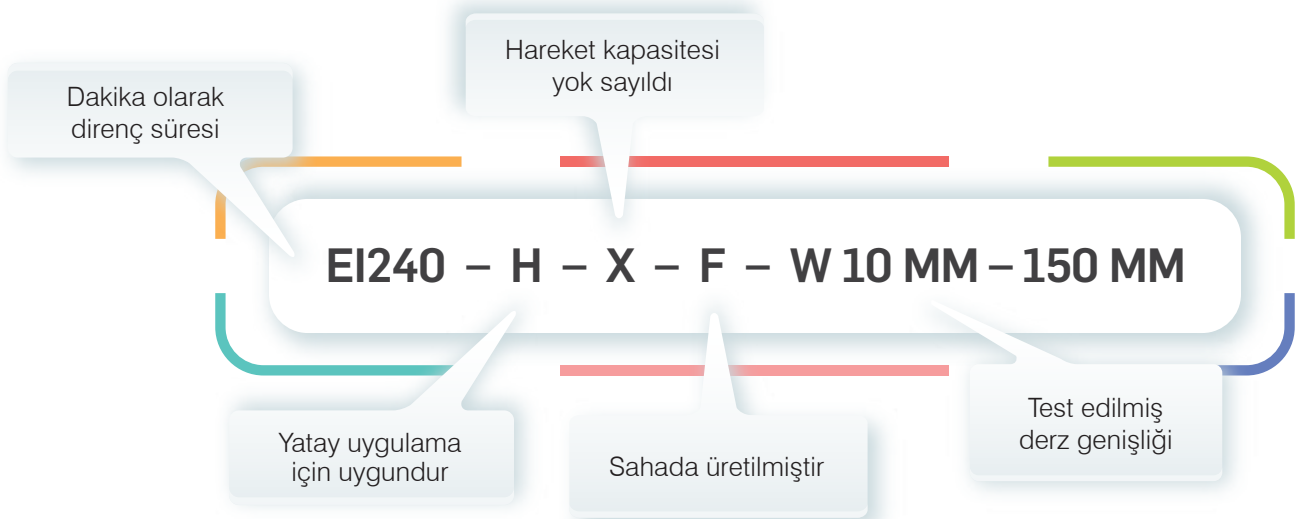 Hareket kapasitesi
yok sayıldı
Dakika olarak
direnç süresi
EI240 – H – X – F – W 10 MM – 150 MM
Yatay uygulama
için uygundur
Sahada üretilmiştir
Test edilmiş
derz genişliği